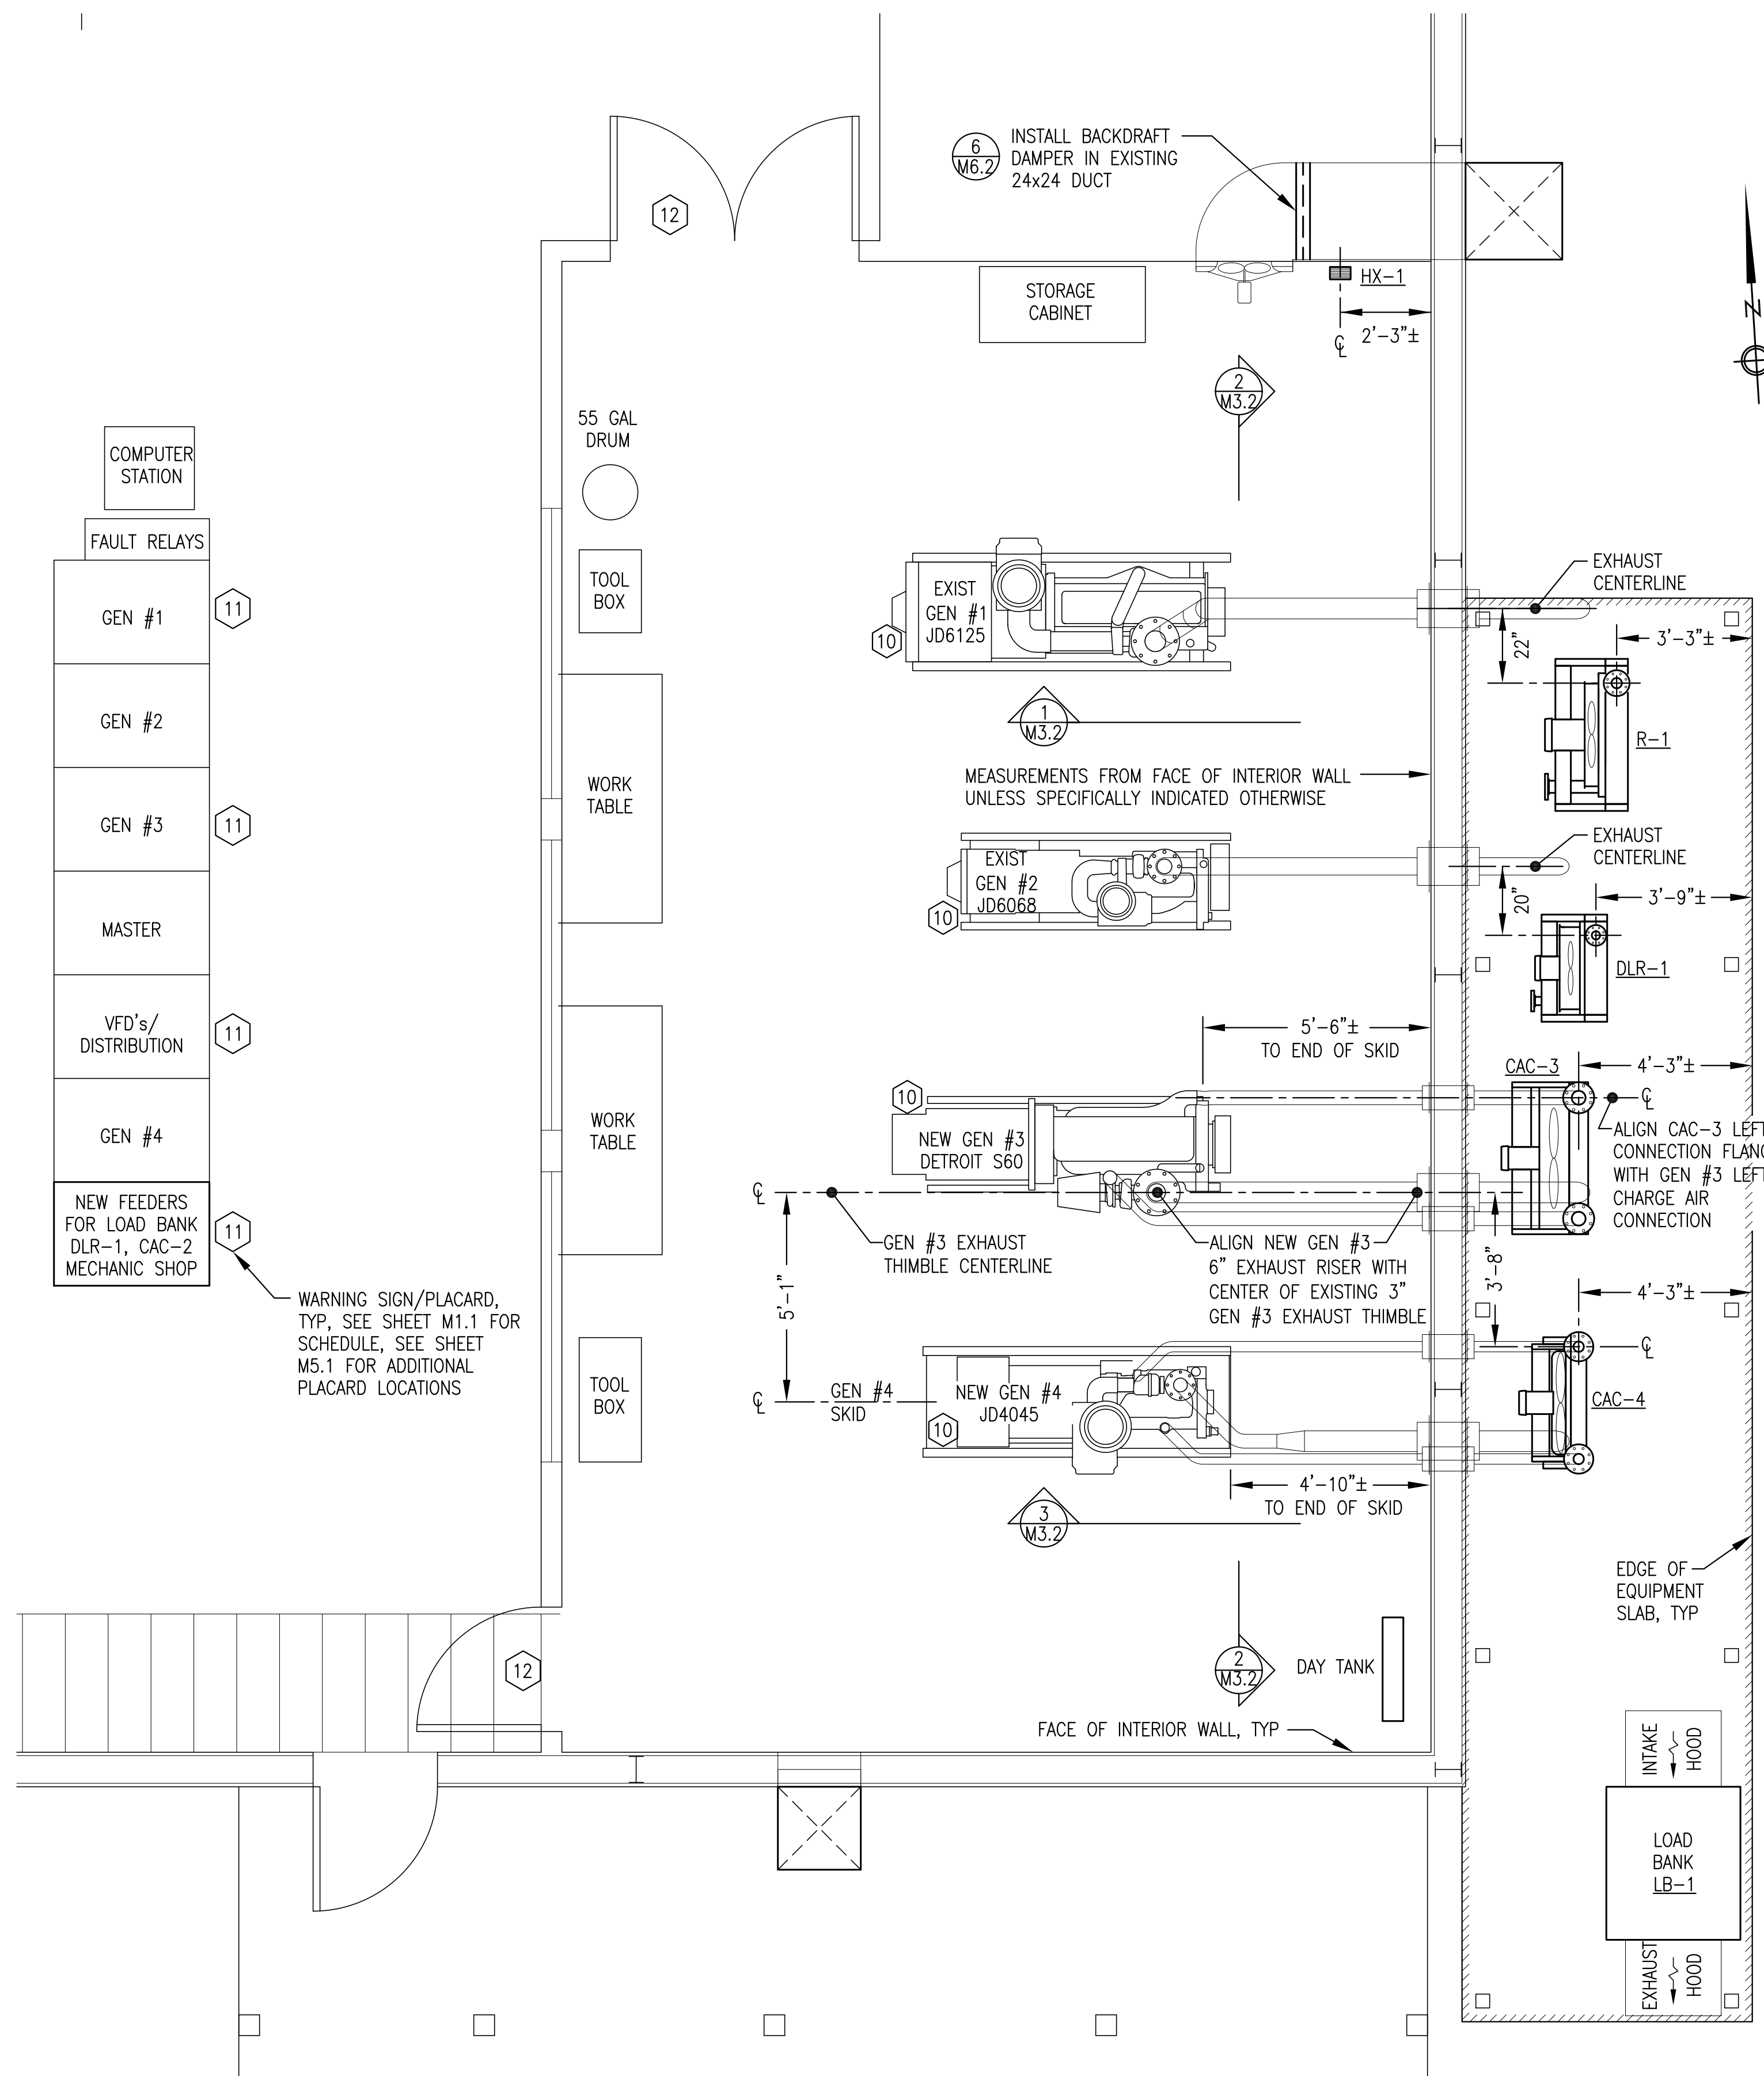 6
M6.2
INSTALL BACKDRAFT
DAMPER IN EXISTING
24x24 DUCT
12
STORAGE
CABINET
HX-1
2'-3"±
℄
N
2
M3.2
55 GAL
DRUM
COMPUTER
STATION
FAULT RELAYS
GEN #1
11
GEN #2
GEN #3
11
MASTER
VFD's/
DISTRIBUTION
11
GEN #4
NEW FEEDERS
FOR LOAD BANK
DLR-1, CAC-2
MECHANIC SHOP
11
WARNING SIGN/PLACARD,
TYP, SEE SHEET M1.1 FOR
SCHEDULE, SEE SHEET
M5.1 FOR ADDITIONAL
PLACARD LOCATIONS
TOOL
BOX
WORK
TABLE
WORK
TABLE
TOOL
BOX
EXIST
GEN #1
JD6125
10
1
M3.2
EXHAUST
CENTERLINE
22"
3'-3"±
R-1
MEASUREMENTS FROM FACE OF INTERIOR WALL
UNLESS SPECIFICALLY INDICATED OTHERWISE
EXIST
GEN #2
JD6068
10
EXHAUST
CENTERLINE
20"
3'-9"±
DLR-1
5'-6"±
TO END OF SKID
10
NEW GEN #3
DETROIT S60
CAC-3
4'-3"±
℄
ALIGN CAC-3 LEFT
CONNECTION FLANG
WITH GEN #3 LEFT
CHARGE AIR
CONNECTION
℄
GEN #3 EXHAUST
THIMBLE CENTERLINE
ALIGN NEW GEN #3
6" EXHAUST RISER WITH
CENTER OF EXISTING 3"
GEN #3 EXHAUST THIMBLE
5'-1"
3'-8"
4'-3"±
℄
℄
GEN #4
SKID
NEW GEN #4
JD4045
10
CAC-4
4'-10"±
TO END OF SKID
3
M3.2
EDGE OF
EQUIPMENT
SLAB, TYP
12
2
M3.2
DAY TANK
FACE OF INTERIOR WALL, TYP
INTAKE
HOOD
LOAD
BANK
LB-1
EXHAUST
HOOD